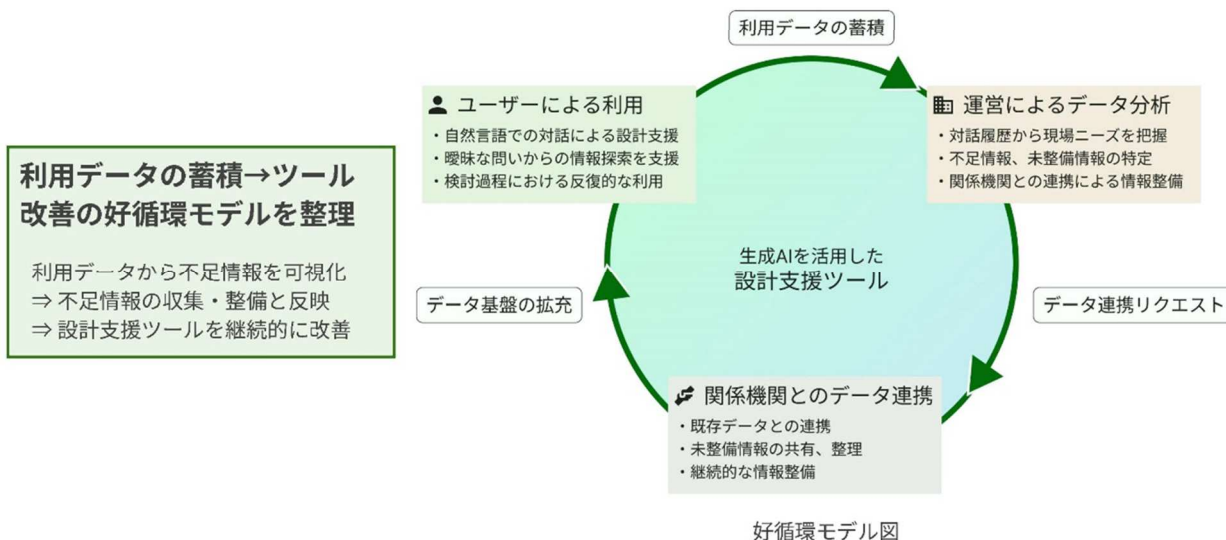 利用データの蓄積→ツール
改善の好循環モデルを整理
利用データから不足情報を可視化
⇒ 不足情報の収集・整備と反映
⇒ 設計支援ツールを継続的に改善
利用データの蓄積
ユーザーによる利用
・自然言語での対話による設計支援
・曖昧な問いからの情報探索を支援
・検討過程における反復的な利用
運営によるデータ分析
・対話履歴から現場ニーズを把握
・不足情報、未整備情報の特定
・関係機関との連携による情報整備
生成AIを活用した
設計支援ツール
データ基盤の拡充
データ連携リクエスト
関係機関とのデータ連携
・既存データとの連携
・未整備情報の共有、整理
・継続的な情報整備
好循環モデル図